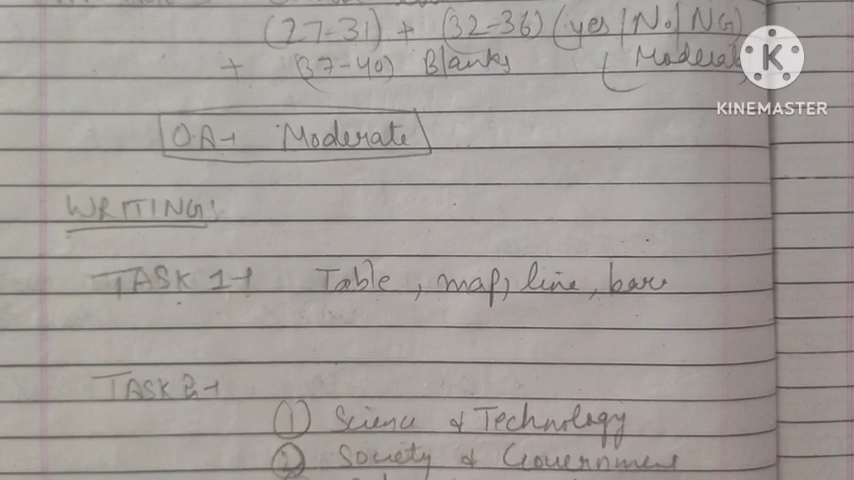 (27-31) + (32-36) (yes/No/NG)
+ (37-40) Blanks (Moderate
K
KINEMASTER
O.A → Moderate
WRITING:
TASK 1 → Table, map, line, bar
TASK 2 →
① Science & Technology
② Society & Government